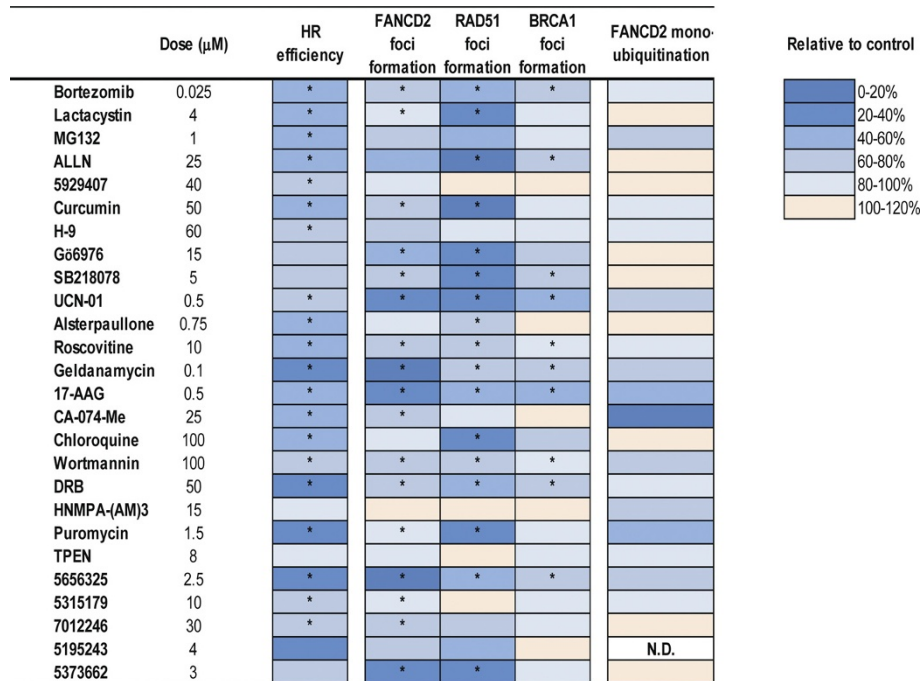 Dose (µM) HR efficiency FANCD2 foci formation RAD51 foci formation BRCA1 foci formation FANCD2 mono- ubiquitination Relative to control
Bortezomib 0.025 * * * * 0-20%
Lactacystin 4 * * * 20-40%
MG132 1 * 40-60%
ALLN 25 * * * 60-80%
5929407 40 * 80-100%
Curcumin 50 * * * 100-120%
H-9 60 *
Gö6976 15 * *
SB218078 5 * * *
UCN-01 0.5 * * * *
Alsterpaullone 0.75 * *
Roscovitine 10 * * * *
Geldanamycin 0.1 * * * *
17-AAG 0.5 * * * *
CA-074-Me 25 * *
Chloroquine 100 * *
Wortmannin 100 * * * *
DRB 50 * * * *
HNMPA-(AM)3 15
Puromycin 1.5 * * *
TPEN 8
5656325 2.5 * * * *
5315179 10 * *
7012246 30 * *
5195243 4 N.D.
5373662 3 * *